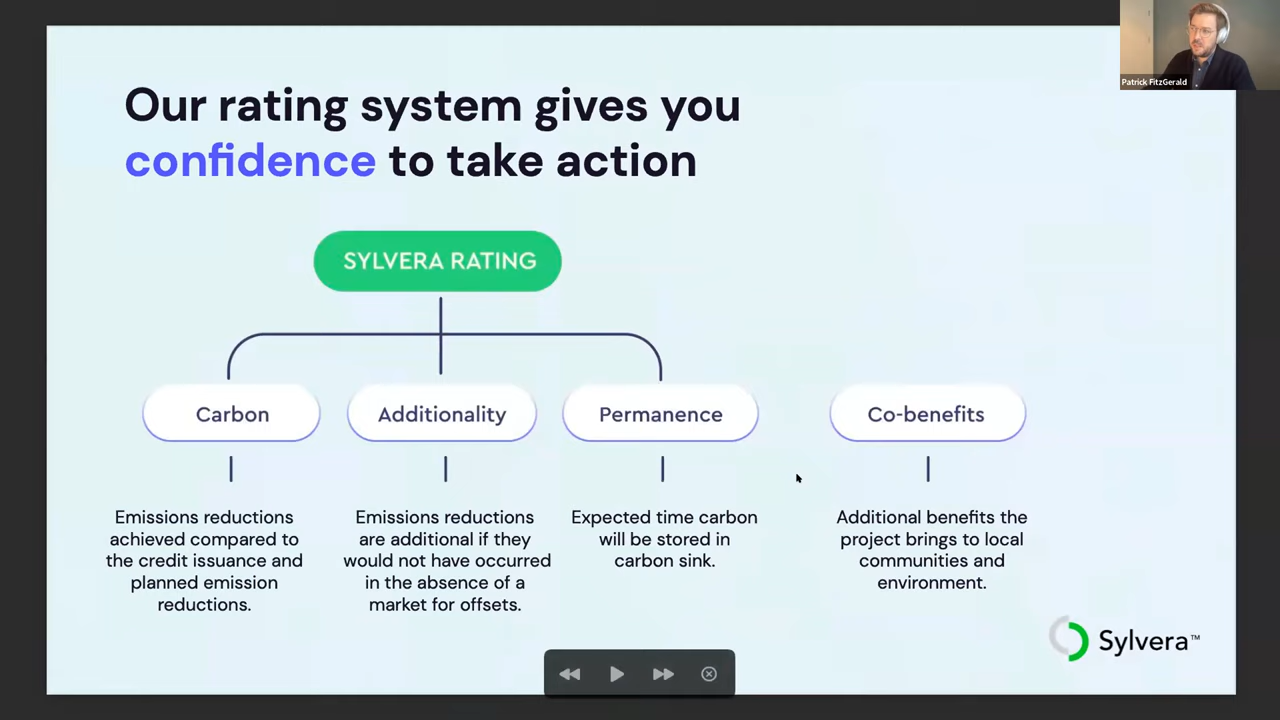 Patrick FitzGerald
Our rating system gives you
confidence to take action
SYLVERA RATING
Carbon
Additionality
Permanence
Co-benefits
Emissions reductions
achieved compared to
the credit issuance and
planned emission
reductions.
Emissions reductions
are additional if they
would not have occurred
in the absence of a
market for offsets.
Expected time carbon
will be stored in
carbon sink.
Additional benefits the
project brings to local
communities and
environment.
Sylvera™